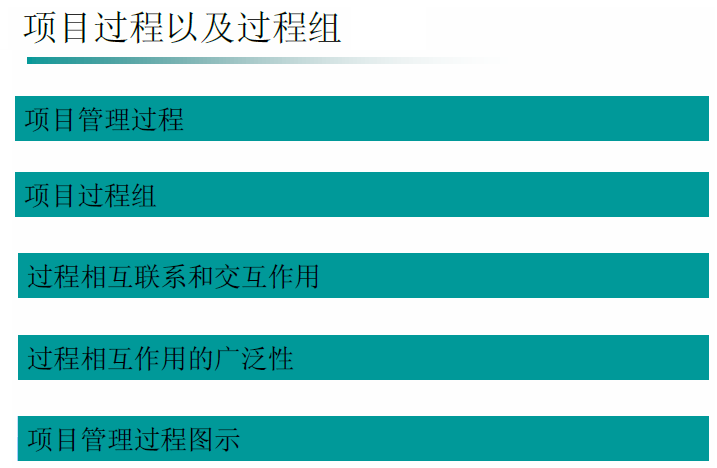 项目过程以及过程组
项目管理过程
项目过程组
过程相互联系和交互作用
过程相互作用的广泛性
项目管理过程图示